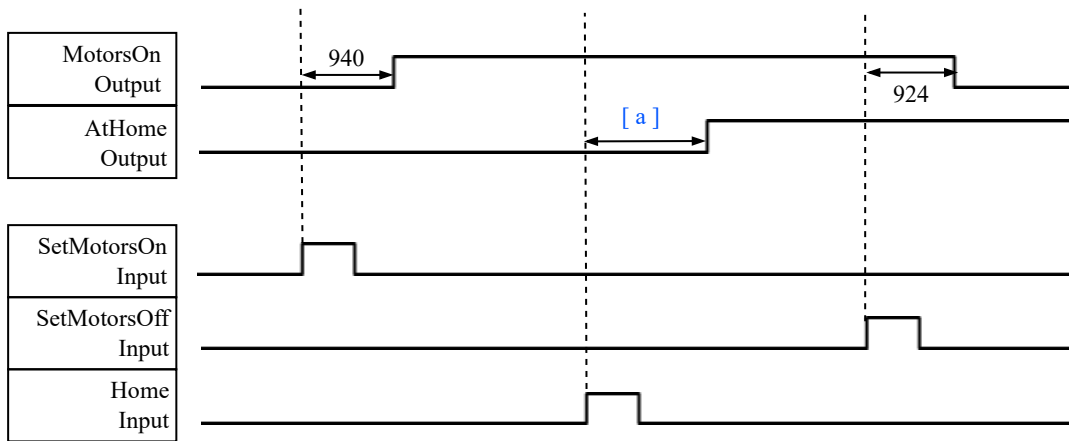 MotorsOn
Output
940
924
AtHome
Output
[ a ]
SetMotorsOn
Input
SetMotorsOff
Input
Home
Input